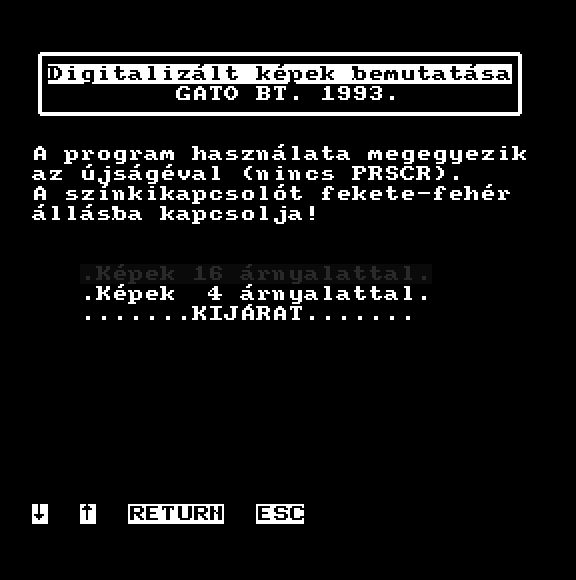 Digitalizált képek bemutatása
GATO BT. 1993.
A program használata megegyezik
az újságéval (nincs PRSCR).
A színkikapcsolót fekete-fehér
állásba kapcsolja!
.Képek 16 árnyalattal.
.Képek  4 árnyalattal.
.......KIJÁRAT.......
↓ ↑ RETURN ESC